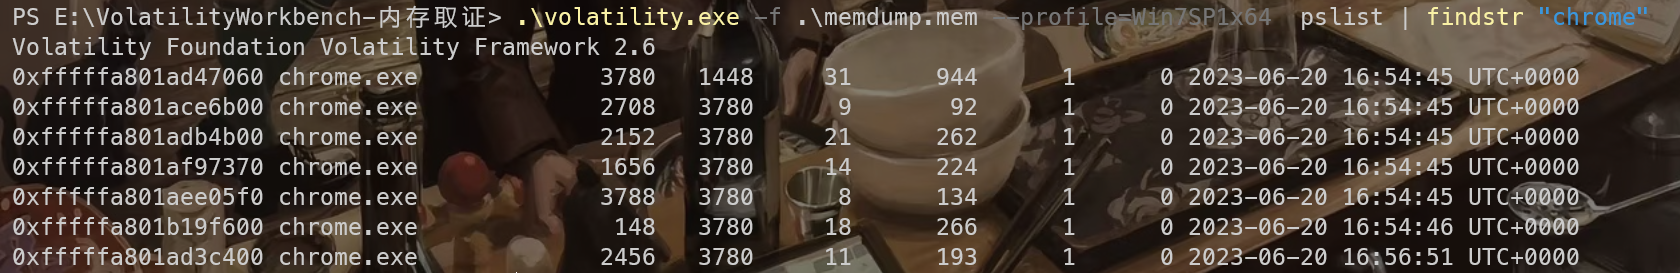 PS E:\VolatilityWorkbench-内存取证> .\volatility.exe -f .\memdump.mem --profile=Win7SP1x64  pslist | findstr "chrome"
Volatility Foundation Volatility Framework 2.6
0xfffffa801ad47060 chrome.exe             3780   1448     31      944      1      0 2023-06-20 16:54:45 UTC+0000
0xfffffa801ace6b00 chrome.exe             2708   3780      9       92      1      0 2023-06-20 16:54:45 UTC+0000
0xfffffa801adb4b00 chrome.exe             2152   3780     21      262      1      0 2023-06-20 16:54:45 UTC+0000
0xfffffa801af97370 chrome.exe             1656   3780     14      224      1      0 2023-06-20 16:54:45 UTC+0000
0xfffffa801aee05f0 chrome.exe             3788   3780      8      134      1      0 2023-06-20 16:54:45 UTC+0000
0xfffffa801b19f600 chrome.exe              148   3780     18      266      1      0 2023-06-20 16:54:46 UTC+0000
0xfffffa801ad3c400 chrome.exe             2456   3780     11      193      1      0 2023-06-20 16:56:51 UTC+0000